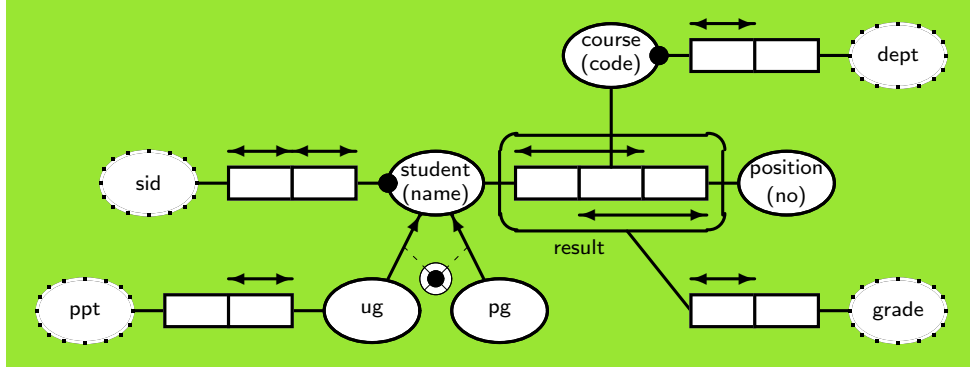 course
(code)
dept
sid
student
(name)
position
(no)
result
ppt
ug
pg
grade